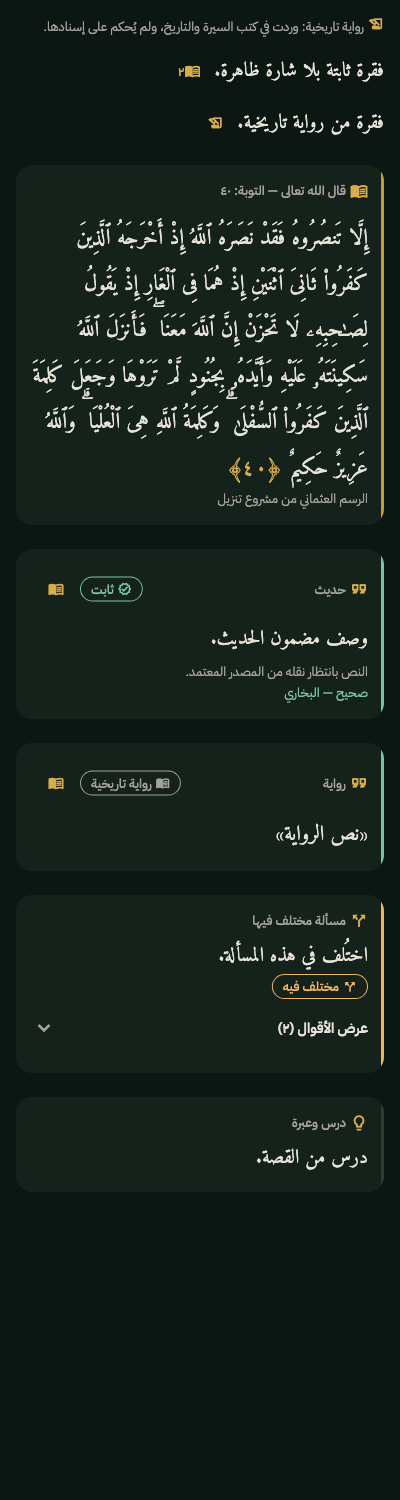 رواية تاريخية: وردت في كتب السيرة والتاريخ، ولم يُحكم على إسنادها.
فقرة ثابتة بلا شارة ظاهرة. ٢
فقرة من رواية تاريخية.
قال الله تعالى — التوبة: ٤٠
إِلَّا تَنصُرُوهُ فَقَدْ نَصَرَهُ ٱللَّهُ إِذْ أَخْرَجَهُ ٱلَّذِينَ
كَفَرُوا۟ ثَانِىَ ٱثْنَيْنِ إِذْ هُمَا فِى ٱلْغَارِ إِذْ يَقُولُ
لِصَـٰحِبِهِۦ لَا تَحْزَنْ إِنَّ ٱللَّهَ مَعَنَا ۖ فَأَنزَلَ ٱللَّهُ
سَكِينَتَهُۥ عَلَيْهِ وَأَيَّدَهُۥ بِجُنُودٍ لَّمْ تَرَوْهَا وَجَعَلَ كَلِمَةَ
ٱلَّذِينَ كَفَرُوا۟ ٱلسُّفْلَىٰ ۗ وَكَلِمَةُ ٱللَّهِ هِىَ ٱلْعُلْيَا ۗ وَٱللَّهُ
عَزِيزٌ حَكِيمٌ ﴿٤٠﴾
الرسم العثماني من مشروع تنزيل
حديث
ثابت
وصف مضمون الحديث.
النص بانتظار نقله من المصدر المعتمد.
صحيح — البخاري
رواية
رواية تاريخية
«نص الرواية»
مسألة مختلف فيها
اختُلف في هذه المسألة.
مختلف فيه
عرض الأقوال (٢)
درس وعبرة
درس من القصة.